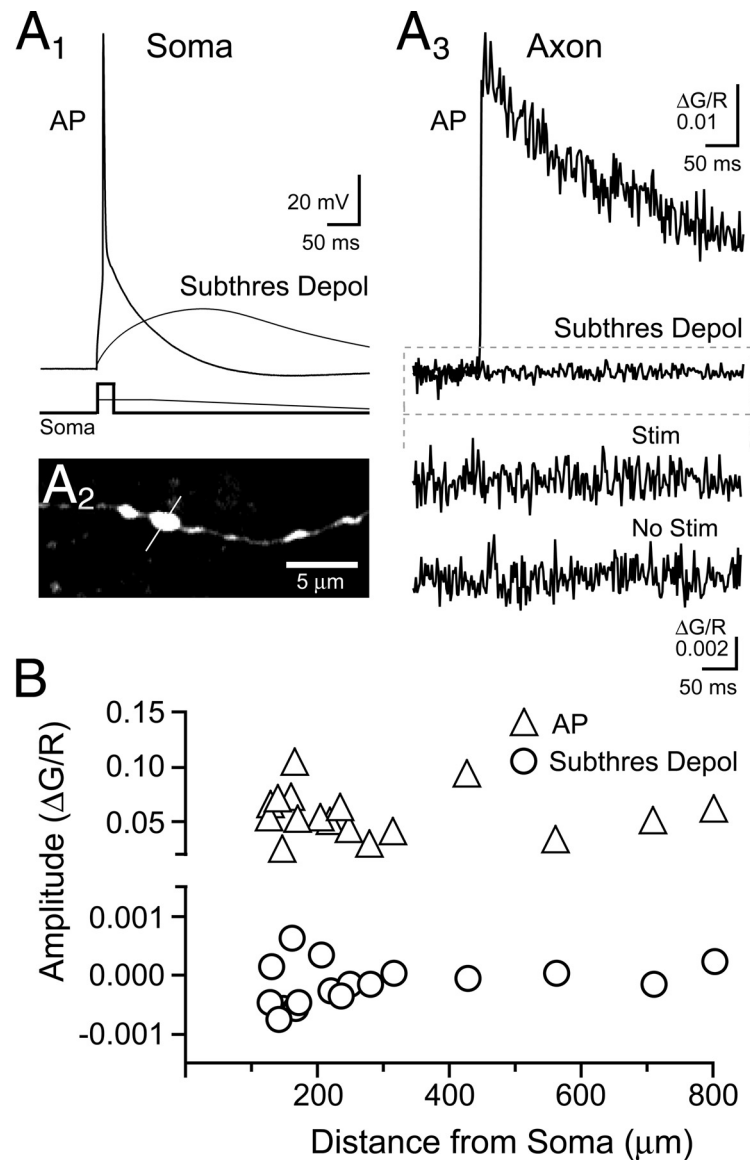 A1 Soma
AP
20 mV
50 ms
Subthres Depol
Soma
A2
5 μm
A3 Axon
AP
ΔG/R
0.01
50 ms
Subthres Depol
Stim
No Stim
ΔG/R
0.002
50 ms
B
Amplitude (ΔG/R)
0.15
0.10
0.05
0.001
0.000
-0.001
AP
Subthres Depol
200 400 600 800
Distance from Soma (μm)